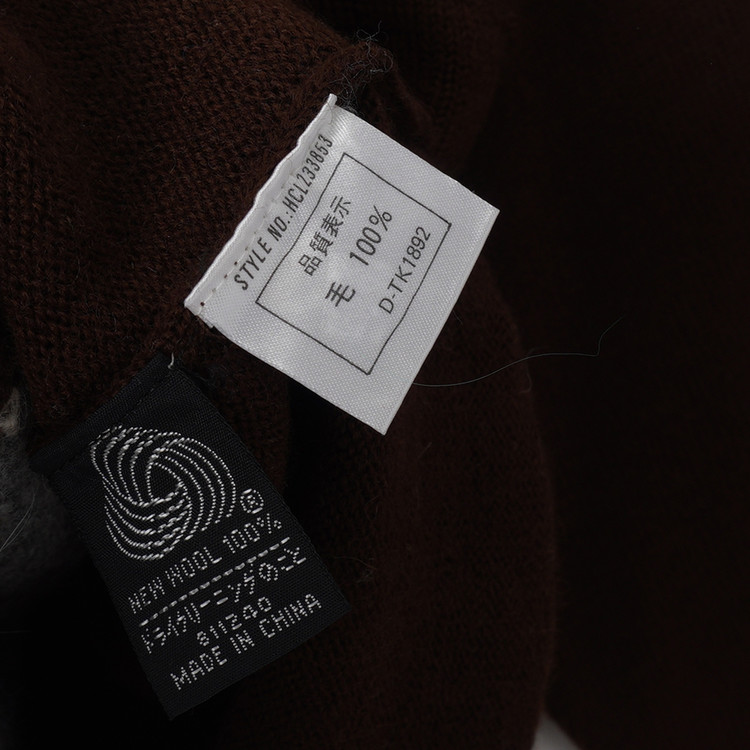 STYLE NO.:HCL233853
品質表示
毛 100%
D-TK1892
®
NEW WOOL 100%
ドライクリーニングのこと
811240
MADE IN CHINA